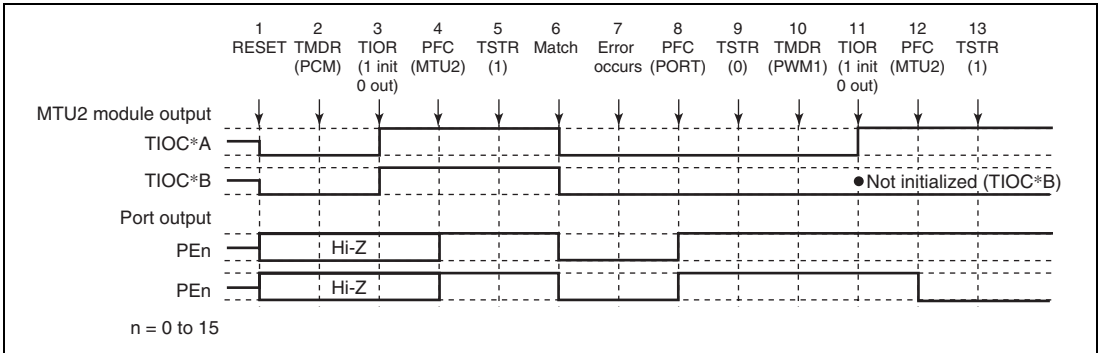 1 2 3 4 5 6 7 8 9 10 11 12 13
RESET TMDR TIOR PFC TSTR Match Error PFC TSTR TMDR TIOR PFC TSTR
(PCM) (1 init (MTU2) (1) occurs (PORT) (0) (PWM1) (1 init (MTU2) (1)
0 out) 0 out)
MTU2 module output
TIOC*A
TIOC*B
●Not initialized (TIOC*B)
Port output
PEn
Hi-Z
PEn
Hi-Z
n = 0 to 15